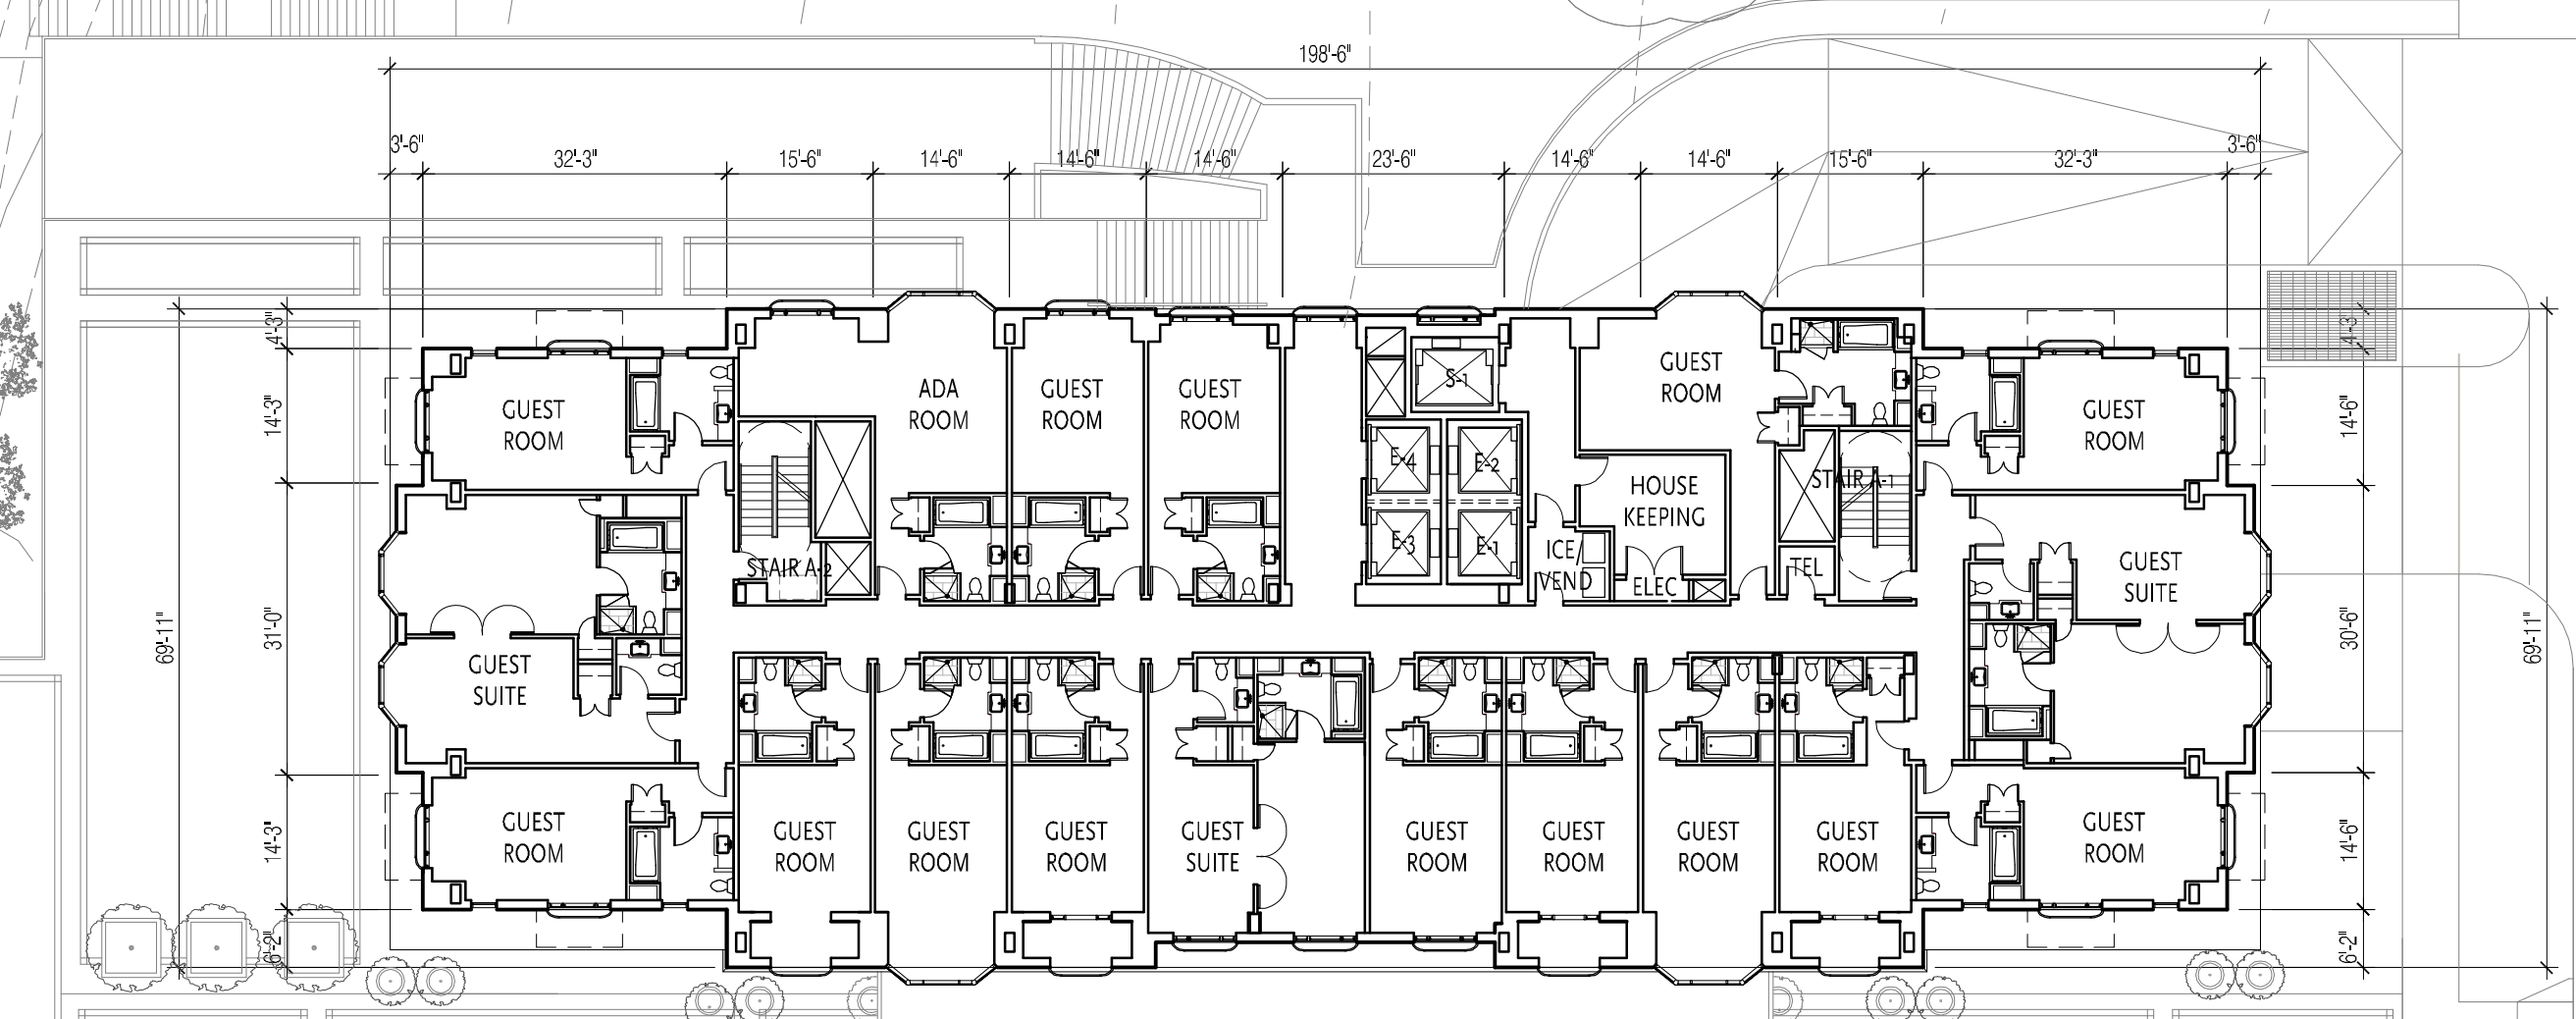 198'-6"
3'-6"
32'-3"
15'-6"
14'-6"
14'-6"
14'-6"
23'-6"
14'-6"
14'-6"
15'-6"
32'-3"
3'-6"
4'-3"
14'-3"
31'-0"
14'-3"
6'-2"
69'-11"
4'-3"
14'-6"
30'-6"
14'-6"
6'-2"
69'-11"
GUEST
ROOM
ADA
ROOM
GUEST
ROOM
GUEST
ROOM
S-1
E-4
E-2
E-3
E-1
GUEST
ROOM
GUEST
ROOM
STAIR A-2
ICE/
VEND
HOUSE
KEEPING
ELEC
TEL
STAIR A-1
GUEST
SUITE
GUEST
SUITE
GUEST
ROOM
GUEST
ROOM
GUEST
ROOM
GUEST
ROOM
GUEST
SUITE
GUEST
ROOM
GUEST
ROOM
GUEST
ROOM
GUEST
ROOM
GUEST
ROOM